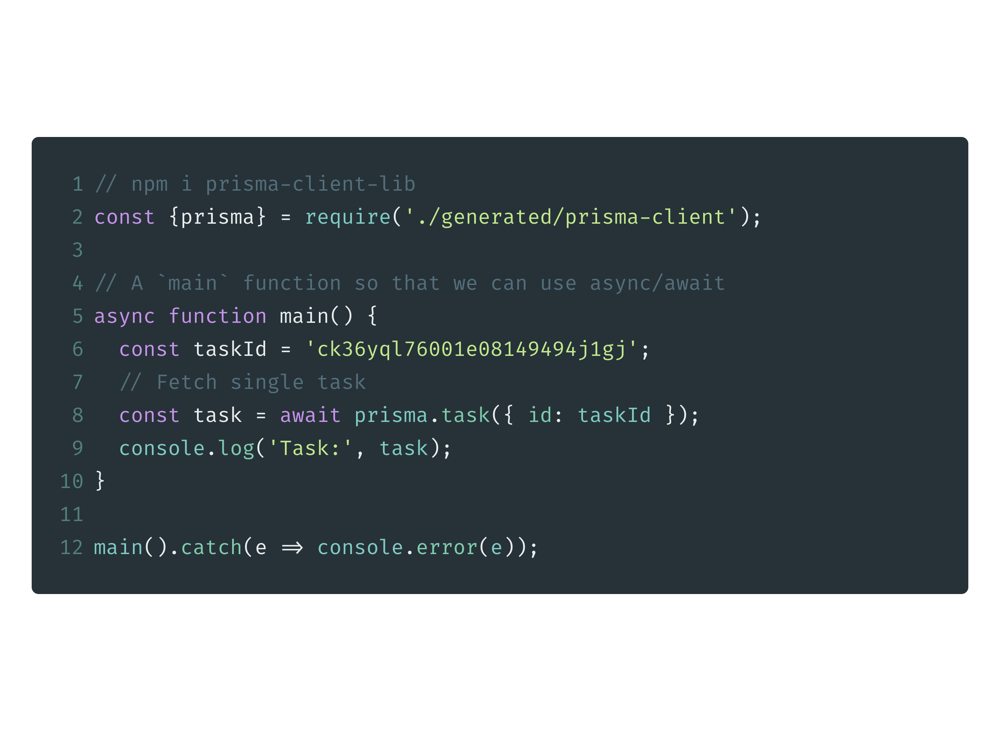 1 // npm i prisma-client-lib
2 const {prisma} = require('./generated/prisma-client');
3
4 // A `main` function so that we can use async/await
5 async function main() {
6   const taskId = 'ck36yql76001e08149494j1gj';
7   // Fetch single task
8   const task = await prisma.task({ id: taskId });
9   console.log('Task:', task);
10 }
11
12 main().catch(e => console.error(e));